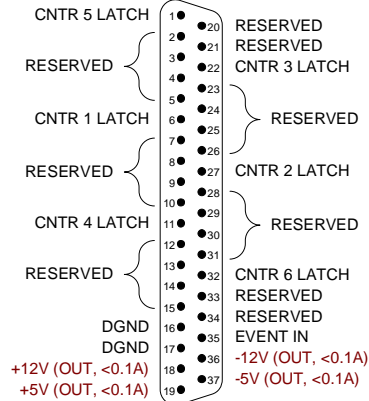 CNTR 5 LATCH
RESERVED
CNTR 1 LATCH
RESERVED
CNTR 4 LATCH
RESERVED
DGND
DGND
+12V (OUT, <0.1A)
+5V (OUT, <0.1A)
1
2
3
4
5
6
7
8
9
10
11
12
13
14
15
16
17
18
19
20
21
22
23
24
25
26
27
28
29
30
31
32
33
34
35
36
37
RESERVED
RESERVED
CNTR 3 LATCH
RESERVED
CNTR 2 LATCH
RESERVED
CNTR 6 LATCH
RESERVED
RESERVED
EVENT IN
-12V (OUT, <0.1A)
-5V (OUT, <0.1A)